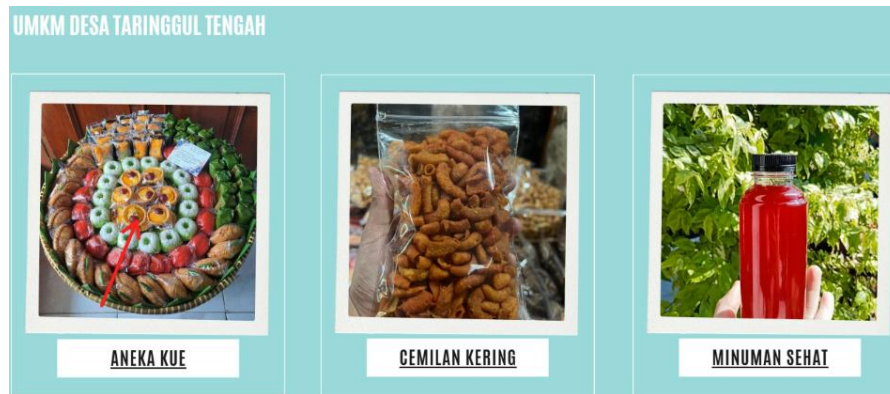 UMKM DESA TARINGGUL TENGAH
ANEKA KUE
CEMILAN KERING
MINUMAN SEHAT